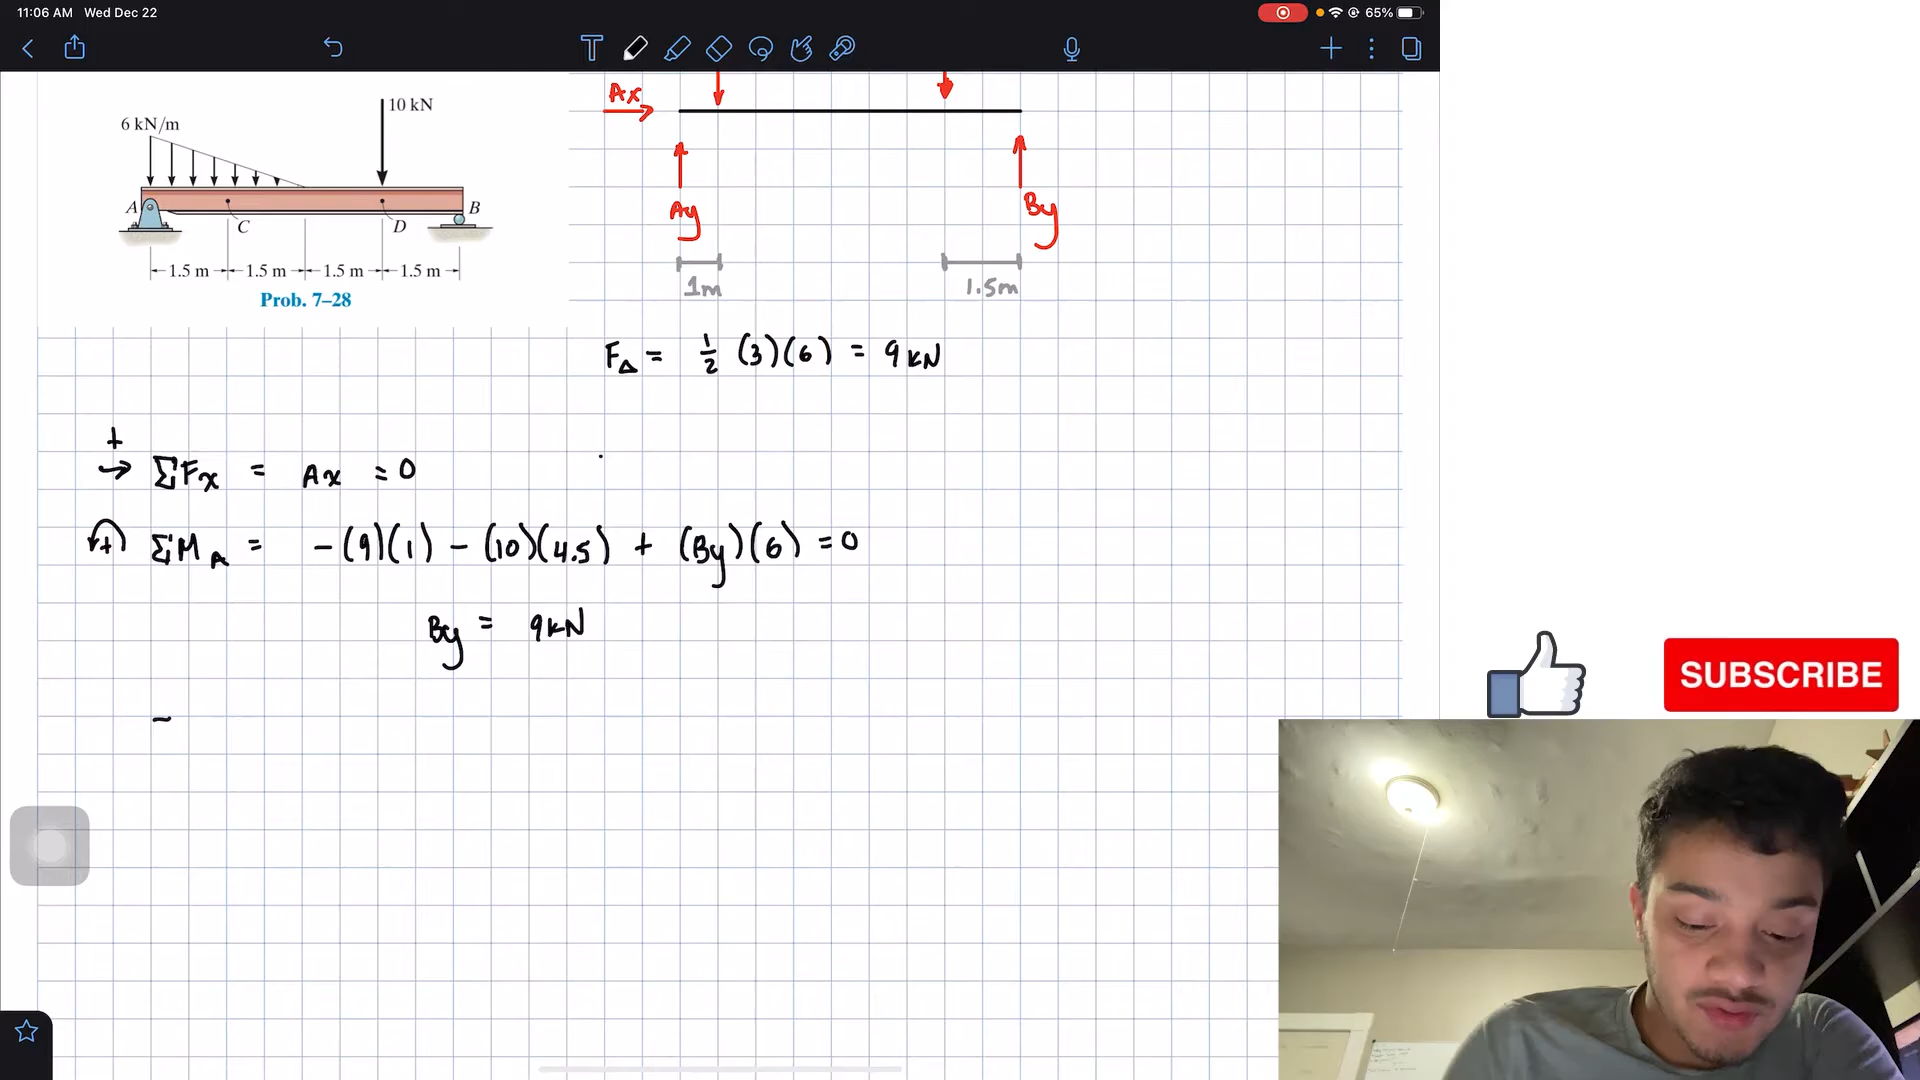 11:06 AM Wed Dec 22
65%
T
Ax
10 kN
6 kN/m
A
B
C
D
Ay
By
1.5 m 1.5 m 1.5 m 1.5 m
1m
1.5m
Prob. 7–28
F△ = 1/2 (3)(6) = 9 kN
+
→ ΣFx = Ax = 0
+ ΣMA = -(9)(1) - (10)(4.5) + (By)(6) = 0
By = 9kN
-
SUBSCRIBE